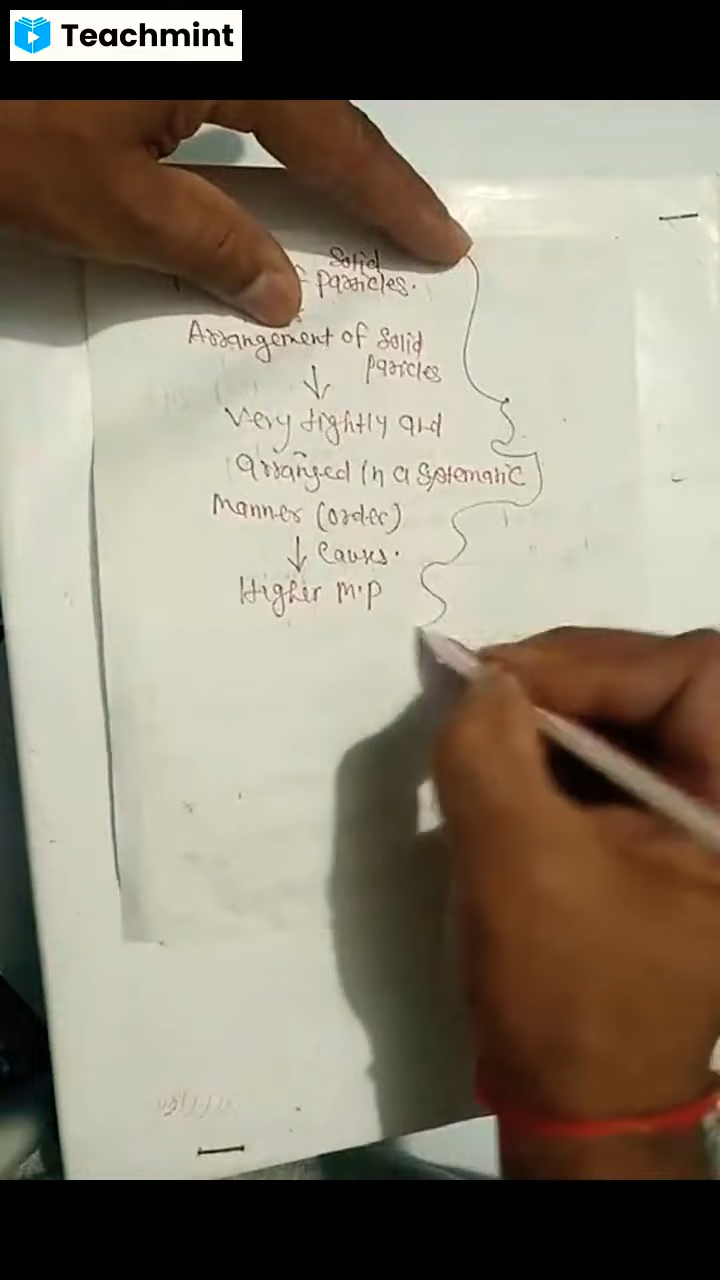 Teachmint
Solid
Particles.
Arrangement of Solid
Particles
↓
Very tightly and
arranged in a Systematic
Manner (order)
↓ Causes.
Higher M.P